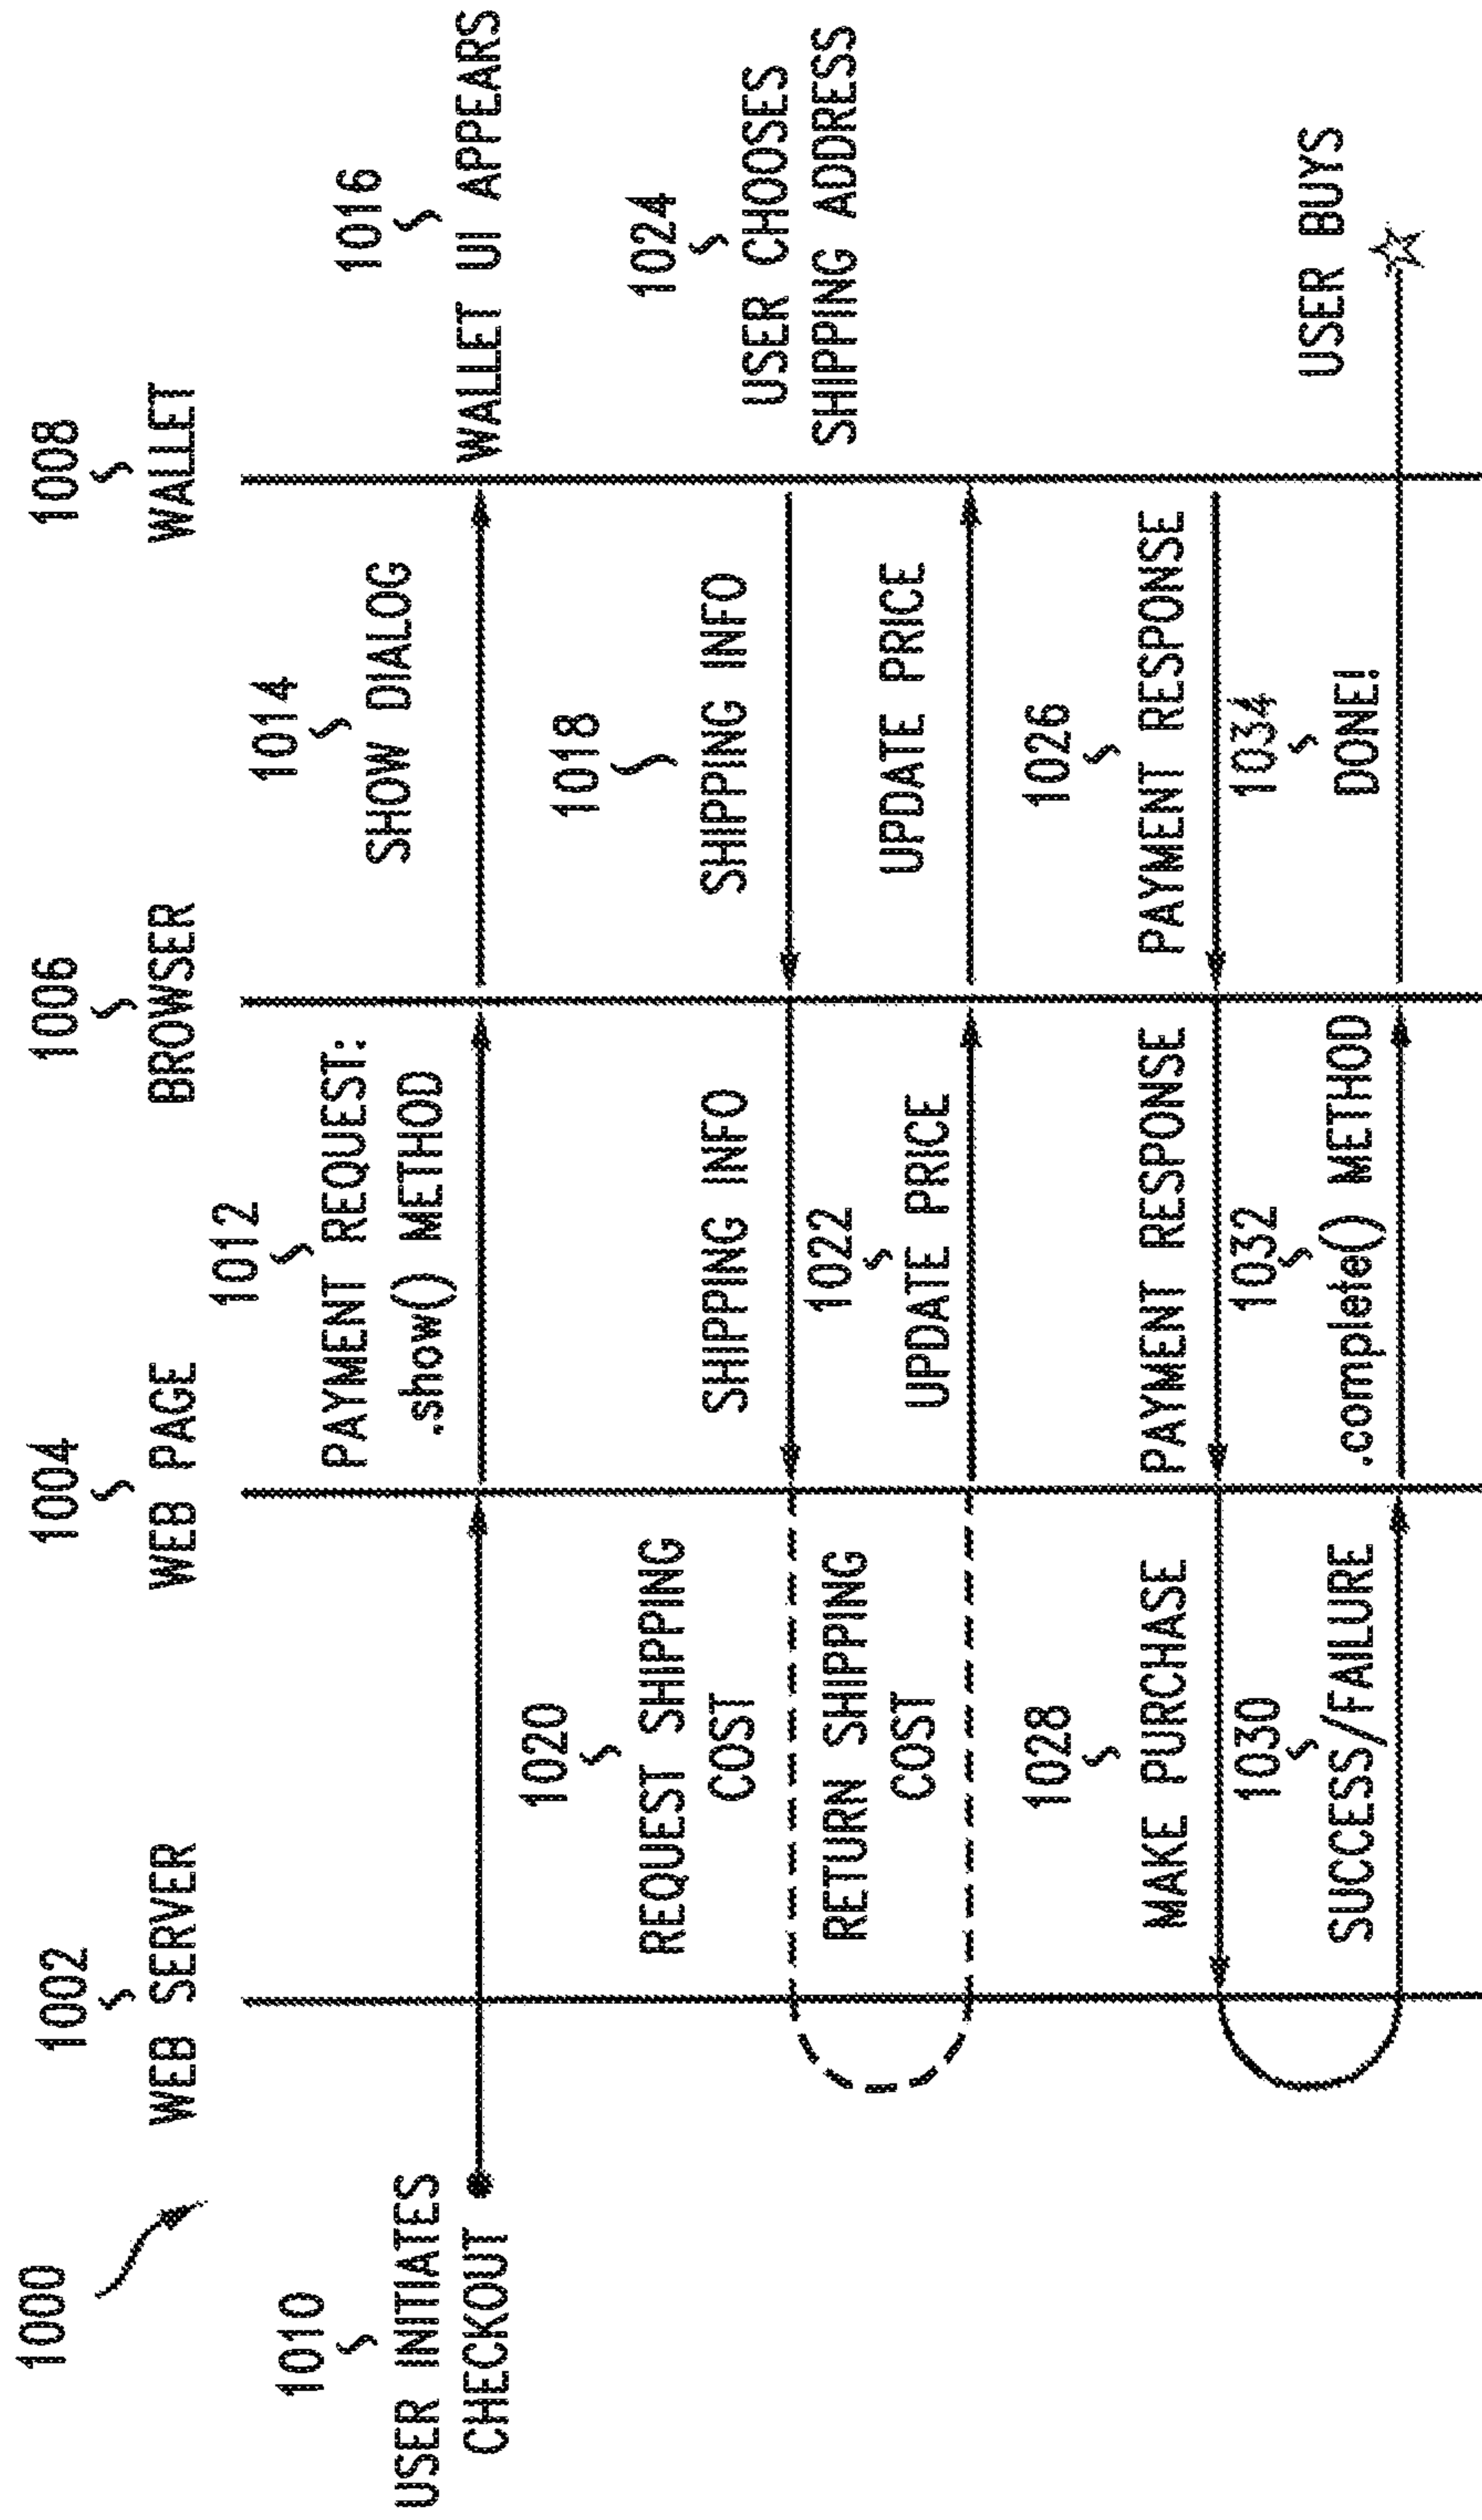 1000
1002
WEB SERVER
1004
WEB PAGE
1006
BROWSER
1008
WALLET
1010
USER INITIATES
CHECKOUT
1012
PAYMENT REQUEST:
.show() METHOD
1014
SHOW DIALOG
1016
WALLET UI APPEARS
1020
REQUEST SHIPPING
COST
SHIPPING INFO
1018
SHIPPING INFO
1024
USER CHOOSES
SHIPPING ADDRESS
RETURN SHIPPING
COST
1022
UPDATE PRICE
UPDATE PRICE
1028
MAKE PURCHASE
PAYMENT RESPONSE
1026
PAYMENT RESPONSE
1030
SUCCESS/FAILURE
1032
.complete() METHOD
1034
DONE!
USER BUYS